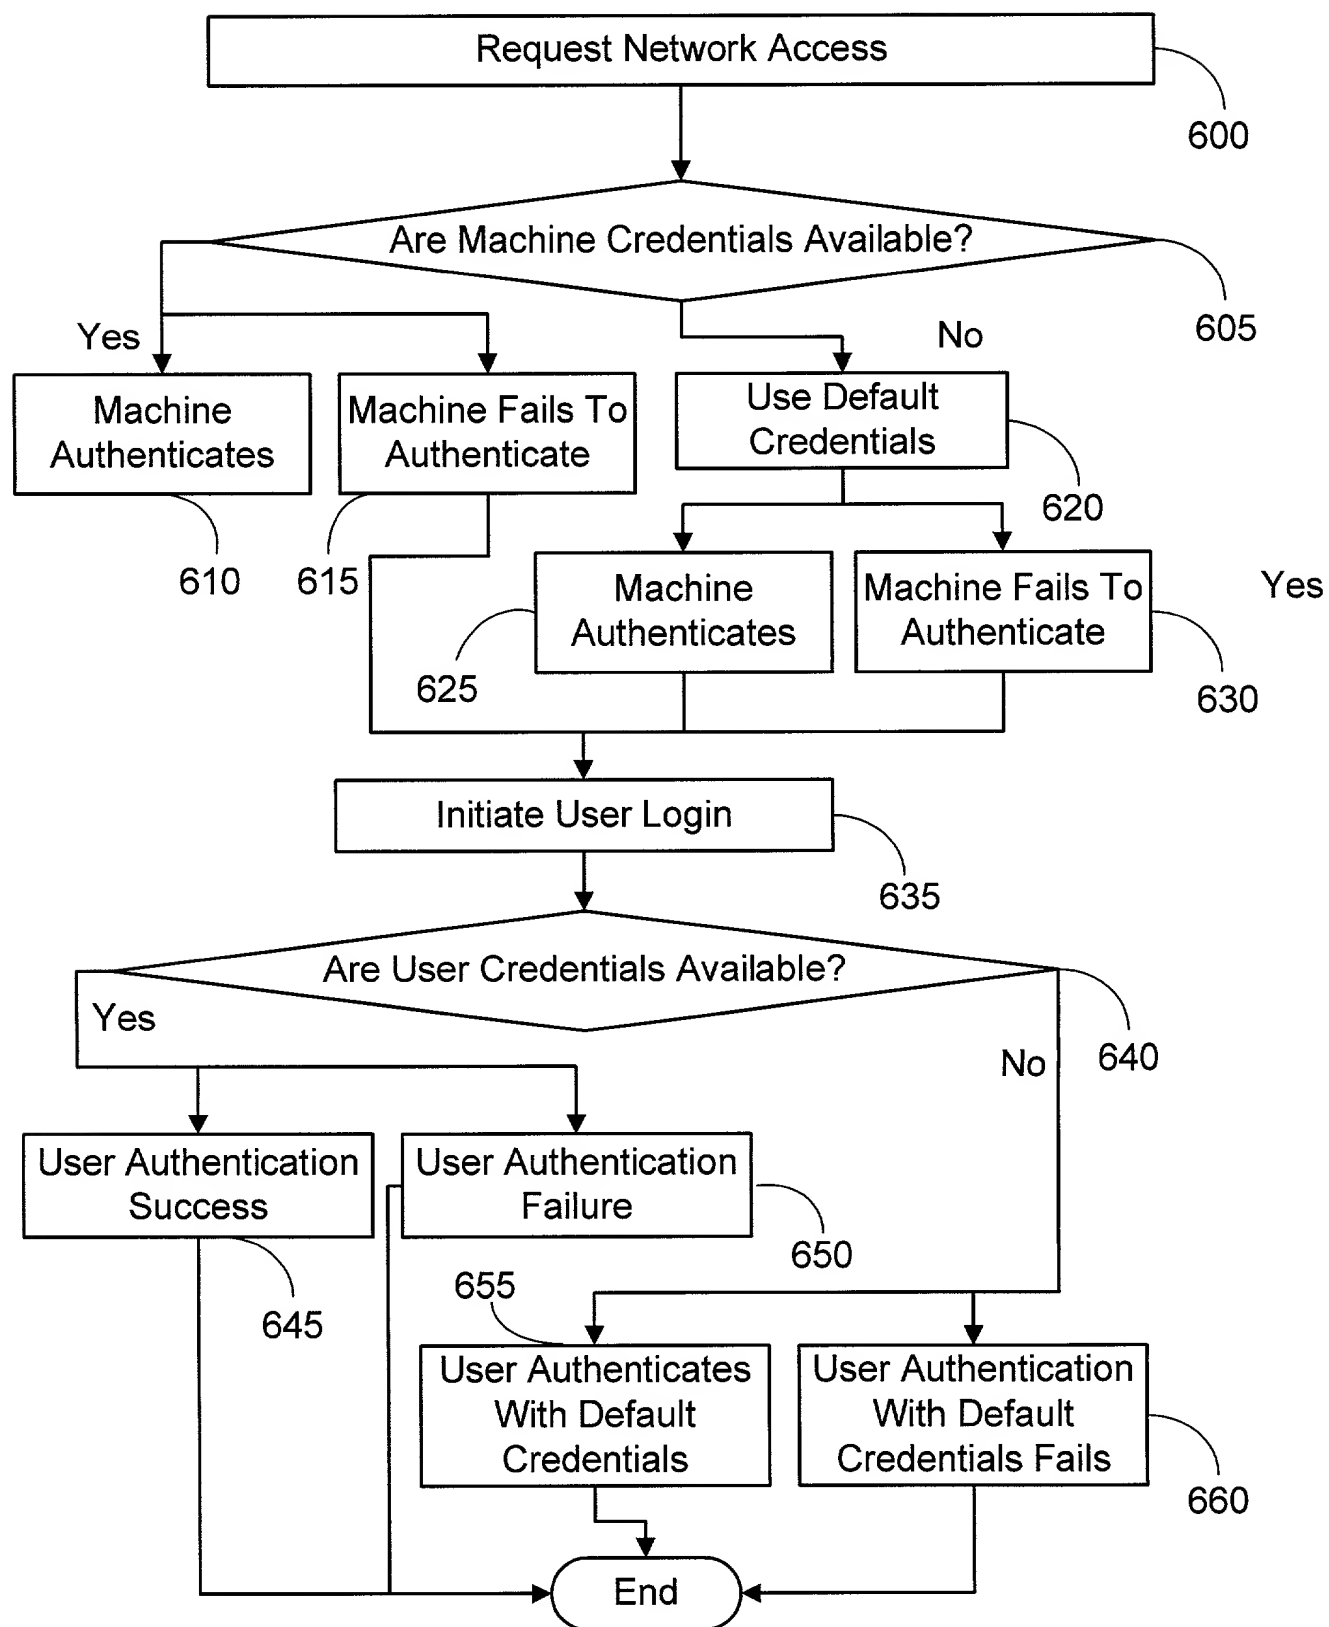 Request Network Access
600
Are Machine Credentials Available?
605
Yes
No
Machine
Authenticates
610
Machine Fails To
Authenticate
615
Use Default
Credentials
620
Machine
Authenticates
625
Machine Fails To
Authenticate
630
Yes
Initiate User Login
635
Are User Credentials Available?
640
Yes
No
User Authentication
Success
645
User Authentication
Failure
650
655
User Authenticates
With Default
Credentials
User Authentication
With Default
Credentials Fails
660
End